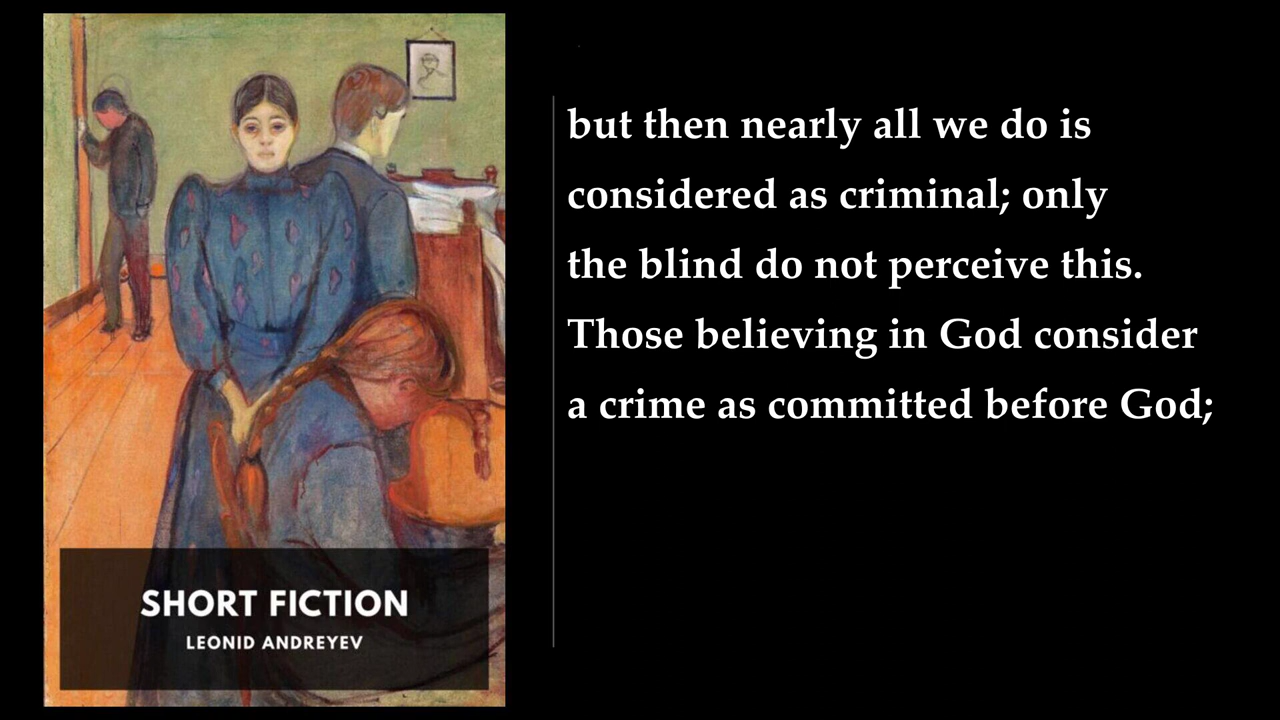 SHORT FICTION
LEONID ANDREYEV
but then nearly all we do is
considered as criminal; only
the blind do not perceive this.
Those believing in God consider
a crime as committed before God;